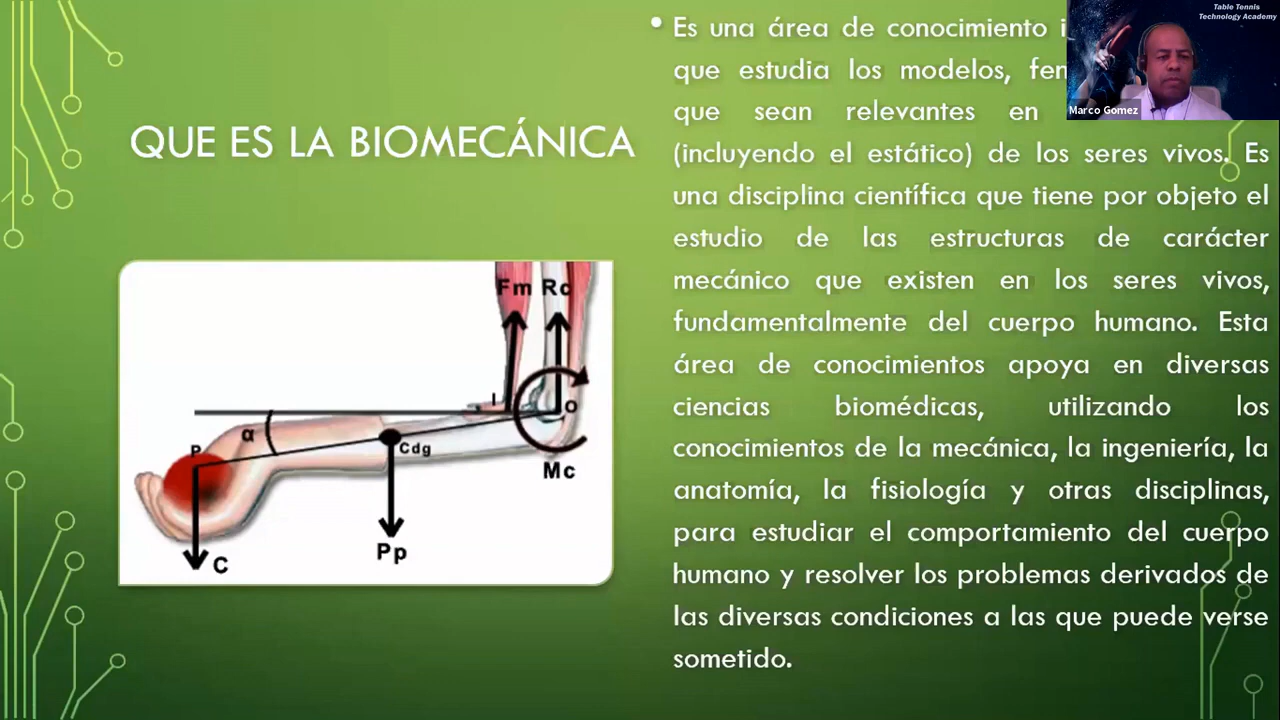 Table Tennis
Technology Academy
Marco Gomez
QUE ES LA BIOMECÁNICA
• Es una área de conocimiento
que estudia los modelos,
que sean relevantes en
(incluyendo el estático) de los seres vivos. Es
una disciplina científica que tiene por objeto el
estudio de las estructuras de carácter
mecánico que existen en los seres vivos,
fundamentalmente del cuerpo humano. Esta
área de conocimientos apoya en diversas
ciencias biomédicas, utilizando los
conocimientos de la mecánica, la ingeniería, la
anatomía, la fisiología y otras disciplinas,
para estudiar el comportamiento del cuerpo
humano y resolver los problemas derivados de
las diversas condiciones a las que puede verse
sometido.
Fm Rc
I
O
α
P
Cdg
Mc
Pp
C